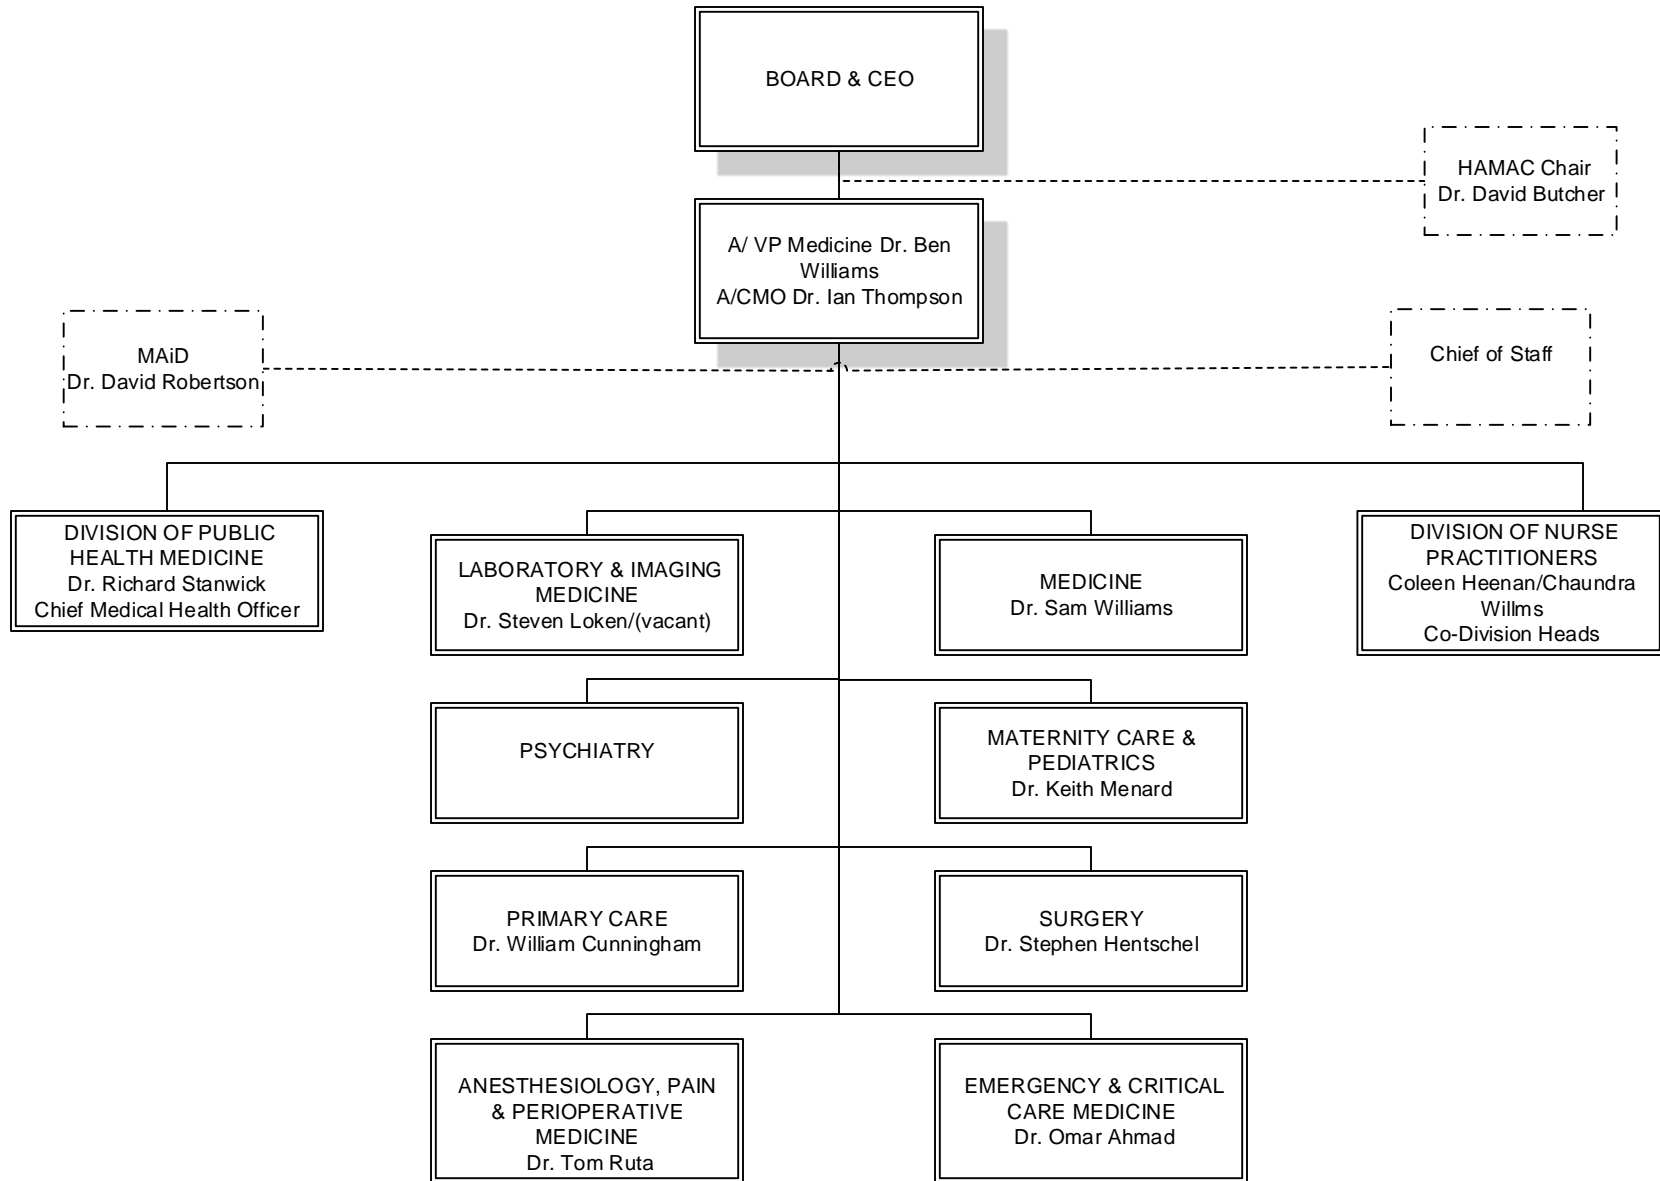 BOARD & CEO
HAMAC Chair
Dr. David Butcher
A/ VP Medicine Dr. Ben
Williams
A/CMO Dr. Ian Thompson
MAiD
Dr. David Robertson
Chief of Staff
DIVISION OF PUBLIC
HEALTH MEDICINE
Dr. Richard Stanwick
Chief Medical Health Officer
LABORATORY & IMAGING
MEDICINE
Dr. Steven Loken/(vacant)
MEDICINE
Dr. Sam Williams
DIVISION OF NURSE
PRACTITIONERS
Coleen Heenan/Chaundra
Willms
Co-Division Heads
PSYCHIATRY
MATERNITY CARE &
PEDIATRICS
Dr. Keith Menard
PRIMARY CARE
Dr. William Cunningham
SURGERY
Dr. Stephen Hentschel
ANESTHESIOLOGY, PAIN
& PERIOPERATIVE
MEDICINE
Dr. Tom Ruta
EMERGENCY & CRITICAL
CARE MEDICINE
Dr. Omar Ahmad